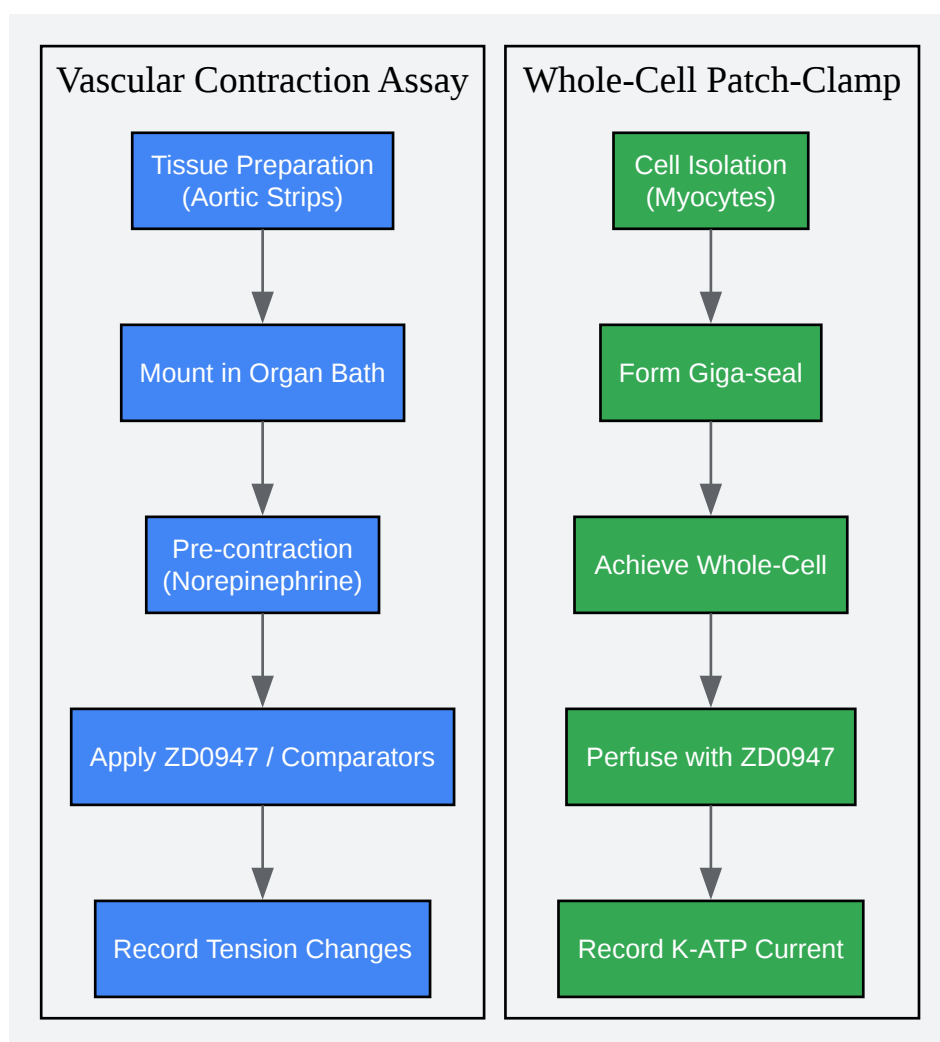 Vascular Contraction Assay
Tissue Preparation
(Aortic Strips)
Mount in Organ Bath
Pre-contraction
(Norepinephrine)
Apply ZD0947 / Comparators
Record Tension Changes
Whole-Cell Patch-Clamp
Cell Isolation
(Myocytes)
Form Giga-seal
Achieve Whole-Cell
Perfuse with ZD0947
Record K-ATP Current